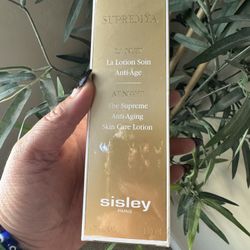 SUPREMŸA
LA NUIT
La Lotion Soin
Anti-Âge
AT NIGHT
The Supreme
Anti-Aging
Skin Care Lotion
sisley
PARIS